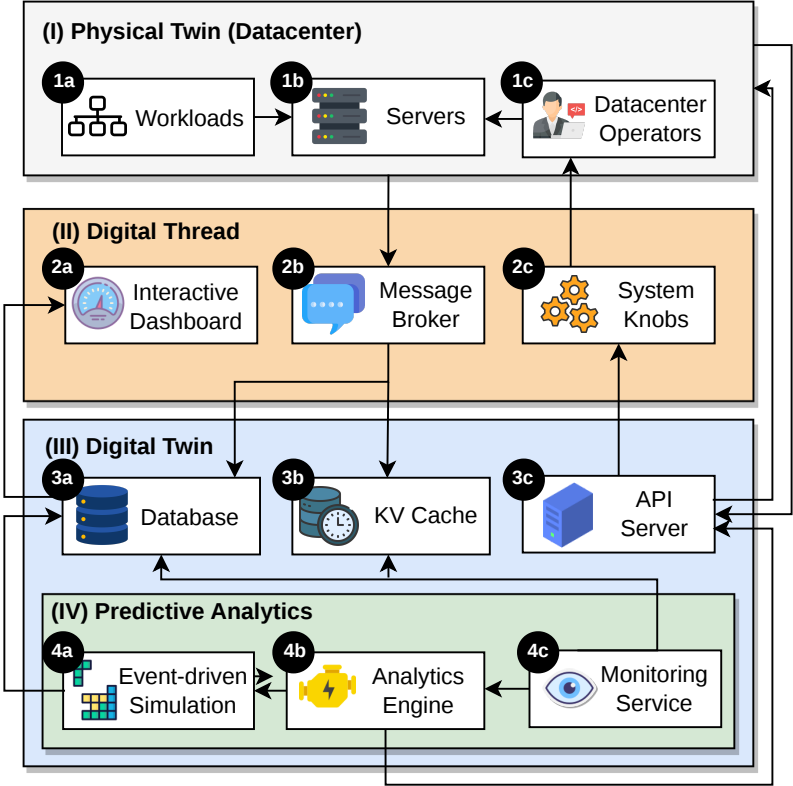 (I) Physical Twin (Datacenter)
1a
Workloads
1b
Servers
1c
</>
Datacenter
Operators
(II) Digital Thread
2a
Interactive
Dashboard
2b
Message
Broker
2c
System
Knobs
(III) Digital Twin
3a
Database
3b
KV Cache
3c
API
Server
(IV) Predictive Analytics
4a
Event-driven
Simulation
4b
Analytics
Engine
4c
Monitoring
Service